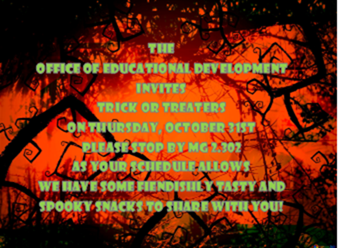 THE
OFFICE OF EDUCATIONAL DEVELOPMENT
INVITES
TRICK OR TREATERS
ON THURSDAY, OCTOBER 31ST
PLEASE STOP BY MG 2.302
AS YOUR SCHEDULE ALLOWS
WE HAVE SOME FIENDISHLY TASTY AND
SPOOKY SNACKS TO SHARE WITH YOU!